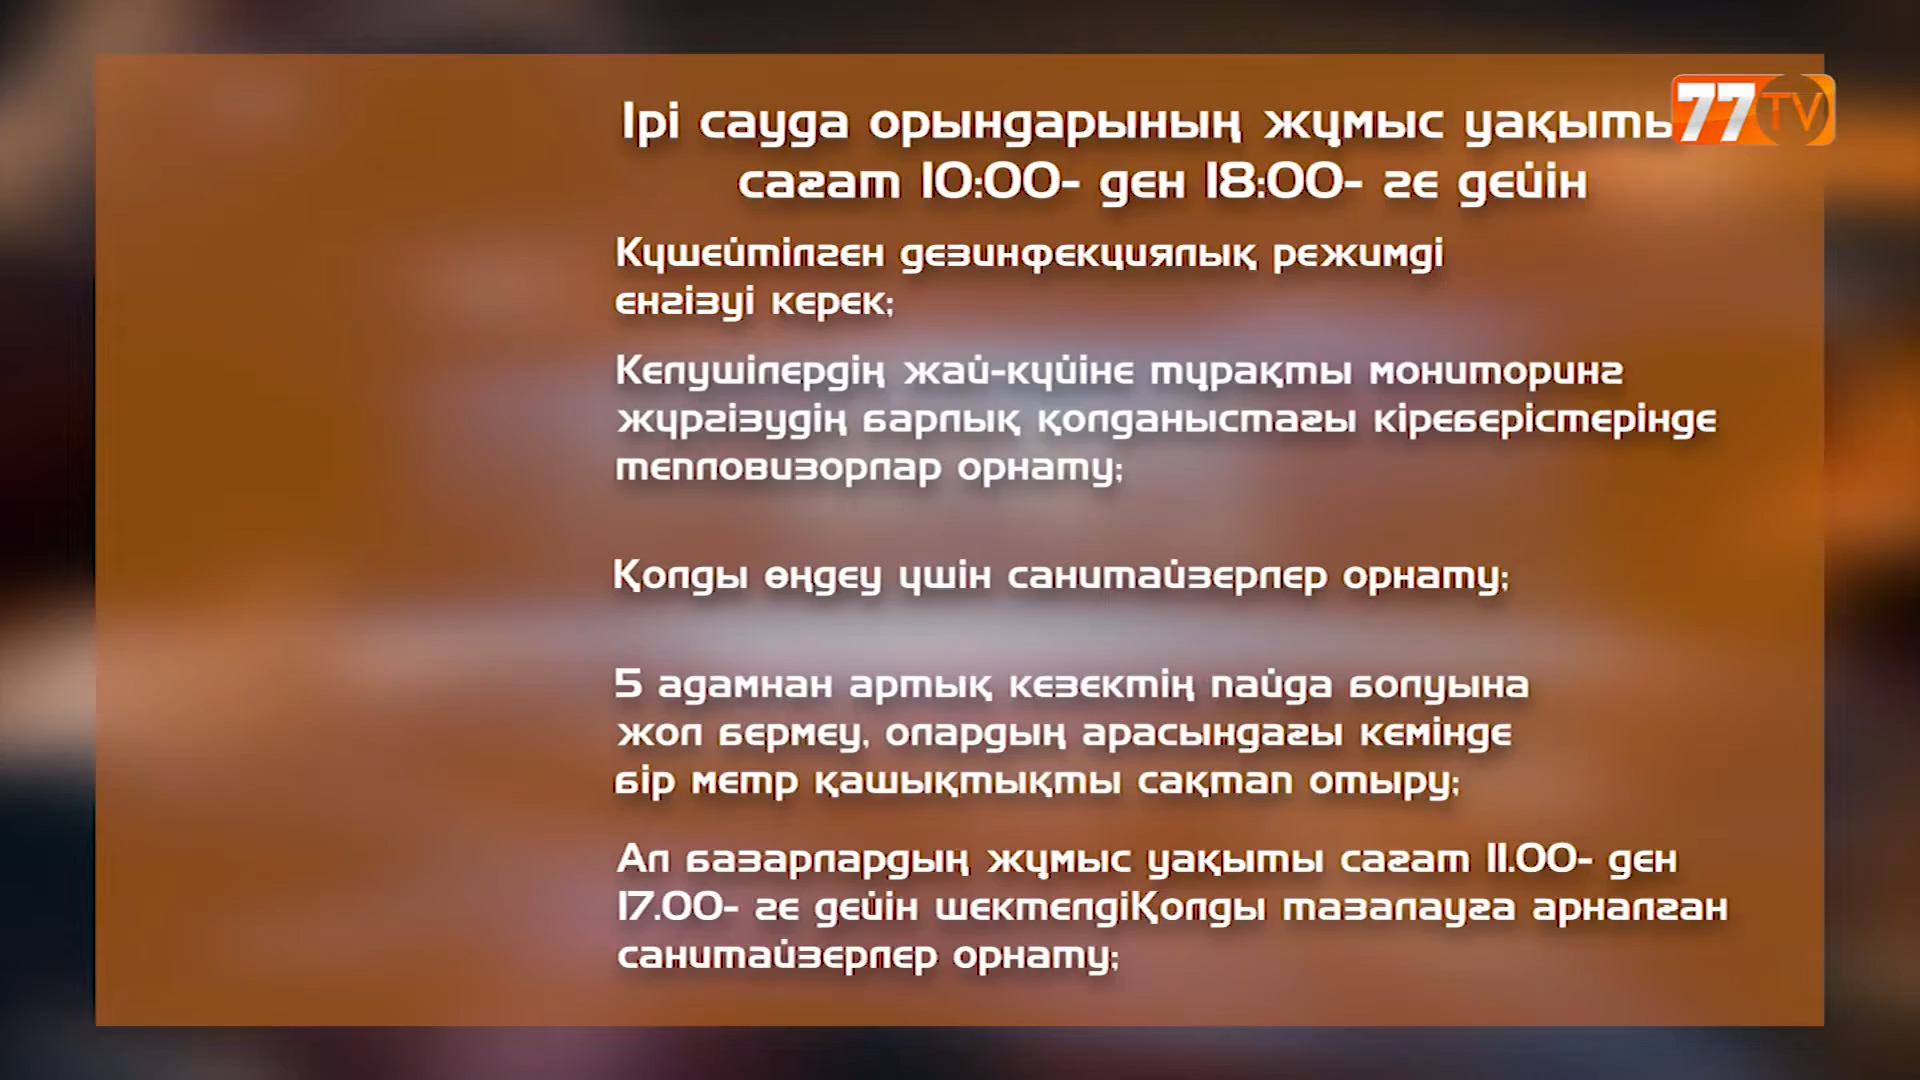 Ірі сауда орындарының жұмыс уақыты
77TV
сағат 10:00- ден 18:00- ге дейін
Күшейтілген дезинфекциялық режимді
енгізуі керек;
Келушілердің жай-күйіне тұрақты мониторинг
жүргізудің барлық қолданыстағы кіреберістерінде
тепловизорлар орнату;
Қолды өңдеу үшін санитайзерлер орнату;
5 адамнан артық кезектің пайда болуына
жол бермеу, олардың арасындағы кемінде
бір метр қашықтықты сақтап отыру;
Ал базарлардың жұмыс уақыты сағат 11.00- ден
17.00- ге дейін шектелдіҚолды тазалауға арналған
санитайзерлер орнату;